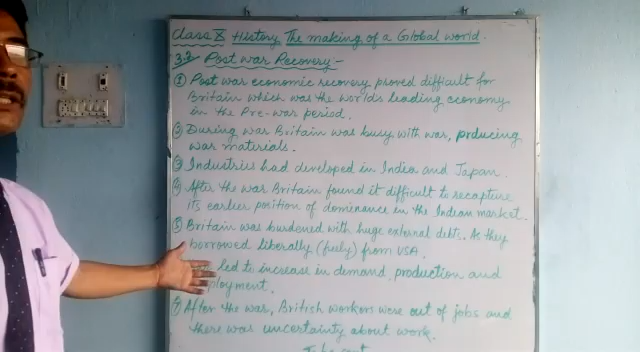 Class X History The making of a Global world.
3.2 Post war Recovery:-
① Post war economic recovery proved difficult for
Britain which was the worlds leading economy
in the Pre-war period.
② During war Britain was busy with war, prducing
war materials.
③ Industries had developed in India and Japan.
④ After the war Britain found it difficult to recapture
its earlier position of dominance in the Indian market.
⑤ Britain was burdened with huge external debts. As they
borrowed liberally (freely) from USA.
led to increase in demand, production and
⑦ After the war, British workers were out of jobs and
there was uncertainty about work.